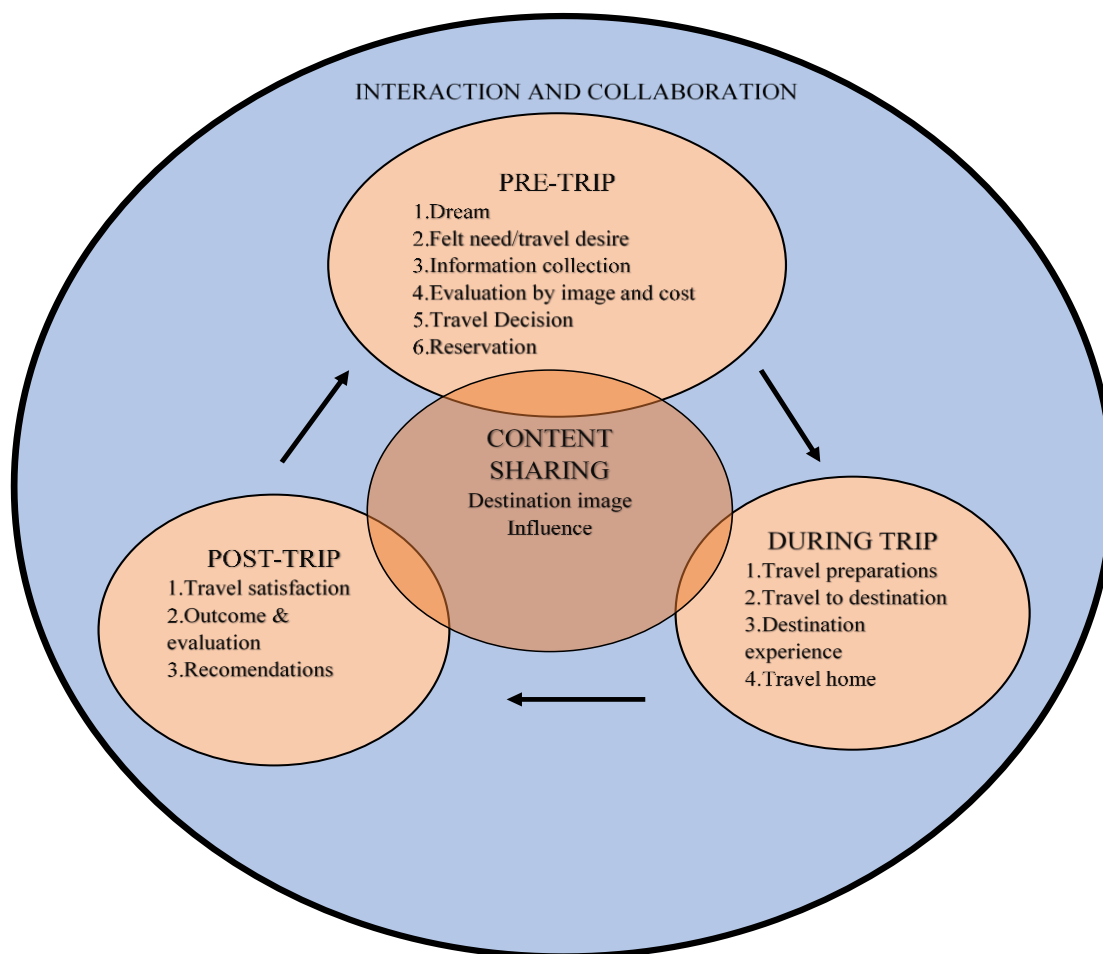 INTERACTION AND COLLABORATION
PRE-TRIP
1.Dream
2.Felt need/travel desire
3.Information collection
4.Evaluation by image and cost
5.Travel Decision
6.Reservation
CONTENT
SHARING
Destination image
Influence
DURING TRIP
1.Travel preparations
2.Travel to destination
3.Destination
experience
4.Travel home
POST-TRIP
1.Travel satisfaction
2.Outcome &
evaluation
3.Recomendations